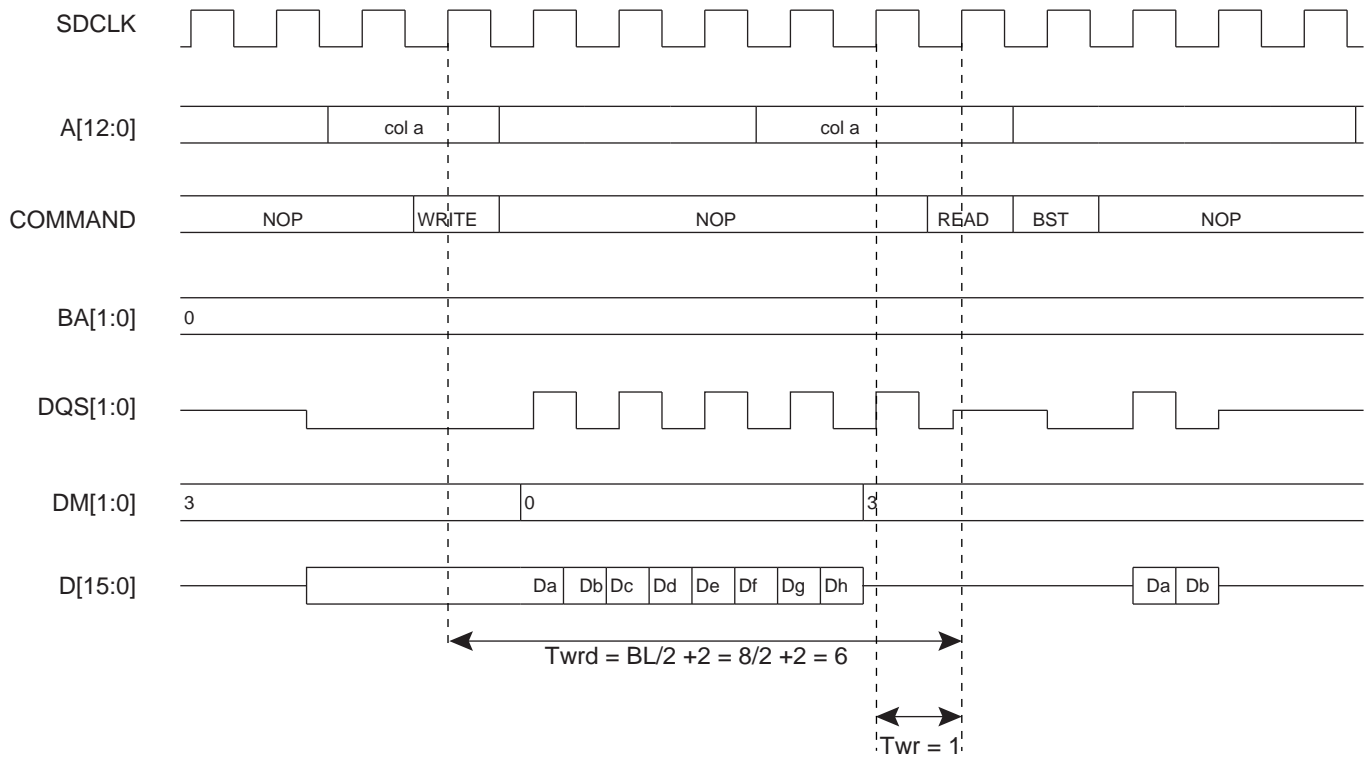 SDCLK
A[12:0] col a col a
COMMAND NOP WRITE NOP READ BST NOP
BA[1:0] 0
DQS[1:0]
DM[1:0] 3 0 3
D[15:0] Da Db Dc Dd De Df Dg Dh Da Db
Twrd = BL/2 +2 = 8/2 +2 = 6
Twr = 1